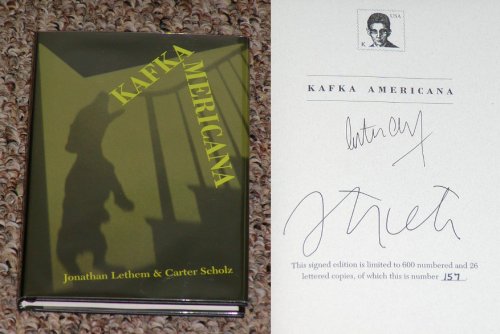 KAFKA
AMERICANA
Jonathan Lethem & Carter Scholz
USA
K
KAFKA AMERICANA
This signed edition is limited to 600 numbered and 26
lettered copies, of which this is number 157